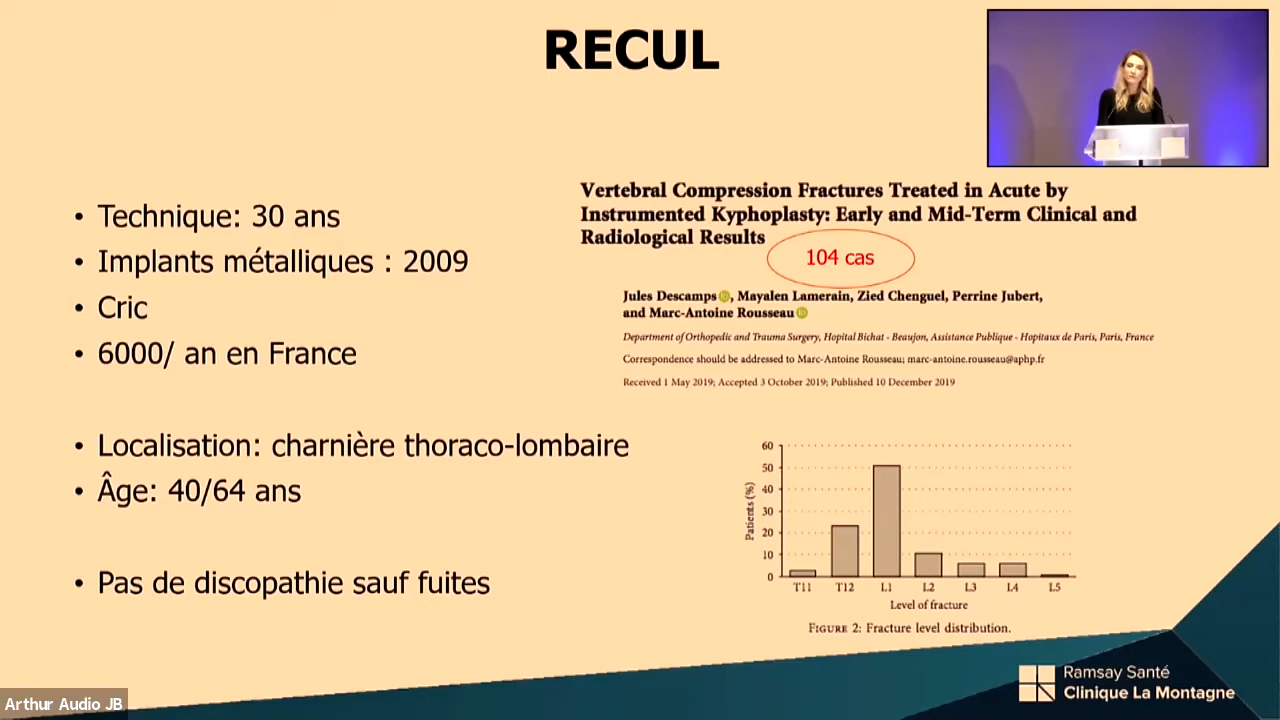 RECUL
• Technique: 30 ans
• Implants métalliques : 2009
• Cric
• 6000/ an en France
• Localisation: charnière thoraco-lombaire
• Âge: 40/64 ans
• Pas de discopathie sauf fuites
Vertebral Compression Fractures Treated in Acute by
Instrumented Kyphoplasty: Early and Mid-Term Clinical and
Radiological Results
104 cas
Jules Descamps, Mayalen Lamerain, Zied Chenguel, Perrine Jubert,
and Marc-Antoine Rousseau
Department of Orthopedic and Trauma Surgery, Hopital Bichat - Beaujon, Assistance Publique - Hopitaux de Paris, Paris, France
Correspondence should be addressed to Marc-Antoine Rousseau; marc-antoine.rousseau@aphp.fr
Received 1 May 2019; Accepted 3 October 2019; Published 10 December 2019
60
50
40
30
20
10
0
Patients (%)
T11 T12 L1 L2 L3 L4 L5
Level of fracture
Figure 2: Fracture level distribution.
Ramsay Santé
Clinique La Montagne
Arthur Audio JB